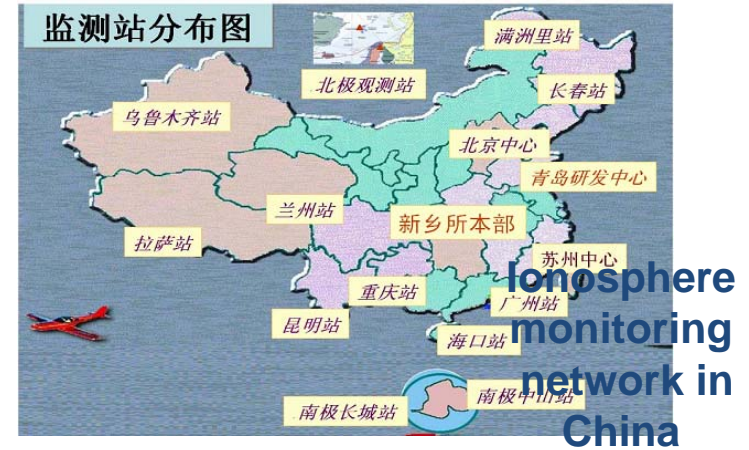 监测站分布图
满洲里站
北极观测站
长春站
乌鲁木齐站
北京中心
青岛研发中心
兰州站
新乡所本部
拉萨站
苏州中心
重庆站
广州站
昆明站
海口站
南极长城站
南极中山站
Ionosphere
monitoring
network in
China